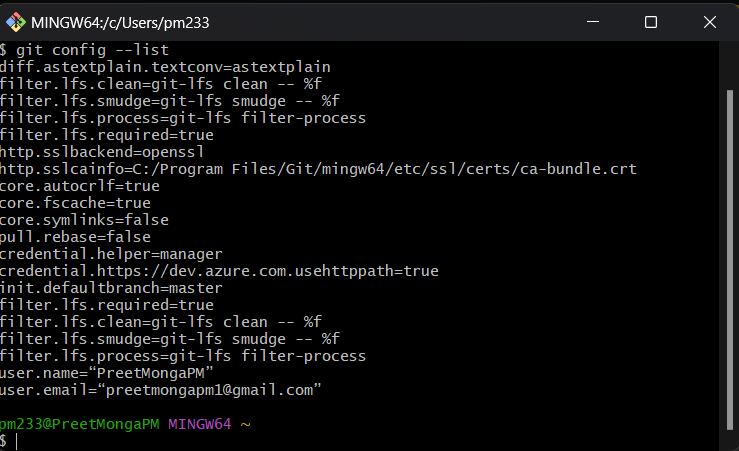 MINGW64:/c/Users/pm233
$ git config --list
diff.astextplain.textconv=astextplain
filter.lfs.clean=git-lfs clean -- %f
filter.lfs.smudge=git-lfs smudge -- %f
filter.lfs.process=git-lfs filter-process
filter.lfs.required=true
http.sslbackend=openssl
http.sslcainfo=C:/Program Files/Git/mingw64/etc/ssl/certs/ca-bundle.crt
core.autocrlf=true
core.fscache=true
core.symlinks=false
pull.rebase=false
credential.helper=manager
credential.https://dev.azure.com.usehttppath=true
init.defaultbranch=master
filter.lfs.required=true
filter.lfs.clean=git-lfs clean -- %f
filter.lfs.smudge=git-lfs smudge -- %f
filter.lfs.process=git-lfs filter-process
user.name=“PreetMongaPM”
user.email=“preetmongapm1@gmail.com”
pm233@PreetMongaPM MINGW64 ~
$